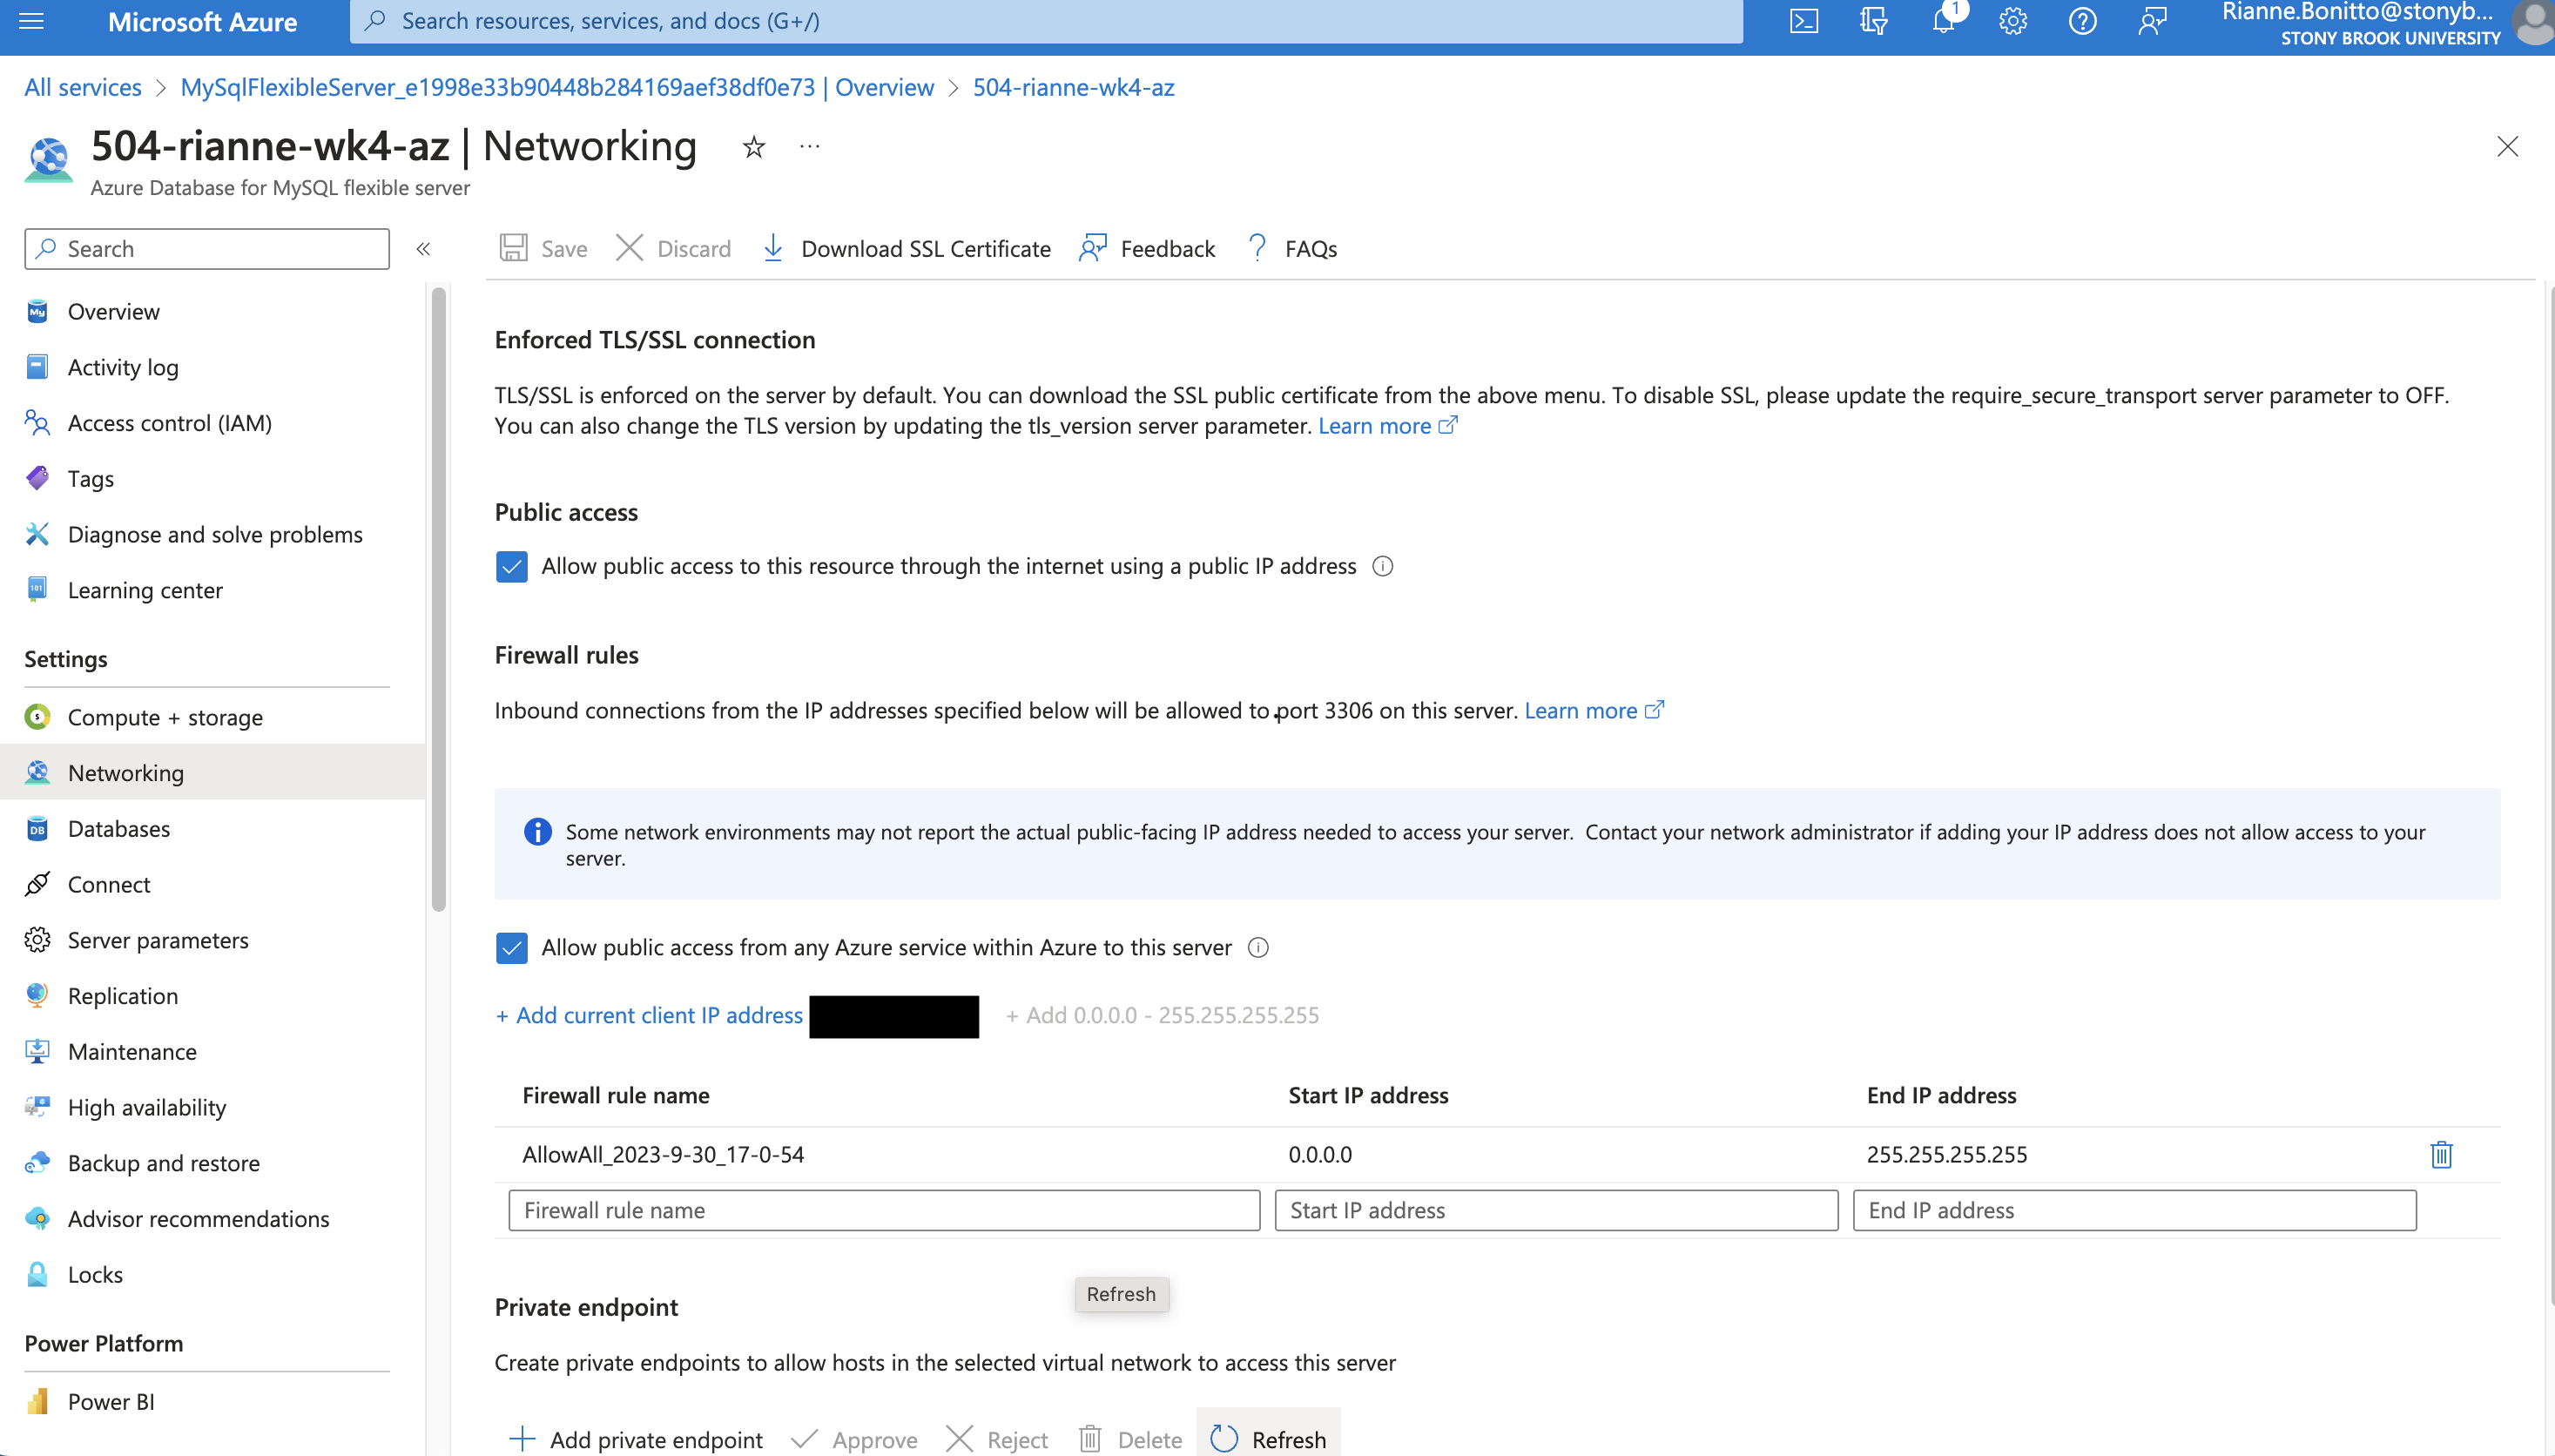 Microsoft Azure
Search resources, services, and docs (G+/)
1
Rianne.Bonitto@stonyb...
STONY BROOK UNIVERSITY
All services > MySqlFlexibleServer_e1998e33b90448b284169aef38df0e73 | Overview > 504-rianne-wk4-az
504-rianne-wk4-az | Networking
Azure Database for MySQL flexible server
Search
Save
Discard
Download SSL Certificate
Feedback
FAQs
Overview
Activity log
Access control (IAM)
Tags
Diagnose and solve problems
Learning center
Settings
Compute + storage
Networking
Databases
Connect
Server parameters
Replication
Maintenance
High availability
Backup and restore
Advisor recommendations
Locks
Power Platform
Power BI
Enforced TLS/SSL connection
TLS/SSL is enforced on the server by default. You can download the SSL public certificate from the above menu. To disable SSL, please update the require_secure_transport server parameter to OFF.
You can also change the TLS version by updating the tls_version server parameter. Learn more
Public access
Allow public access to this resource through the internet using a public IP address
Firewall rules
Inbound connections from the IP addresses specified below will be allowed to port 3306 on this server. Learn more
Some network environments may not report the actual public-facing IP address needed to access your server. Contact your network administrator if adding your IP address does not allow access to your
server.
Allow public access from any Azure service within Azure to this server
+ Add current client IP address
+ Add 0.0.0.0 - 255.255.255.255
Firewall rule name
Start IP address
End IP address
AllowAll_2023-9-30_17-0-54
0.0.0.0
255.255.255.255
Firewall rule name
Start IP address
End IP address
Refresh
Private endpoint
Create private endpoints to allow hosts in the selected virtual network to access this server
Add private endpoint
Approve
Reject
Delete
Refresh